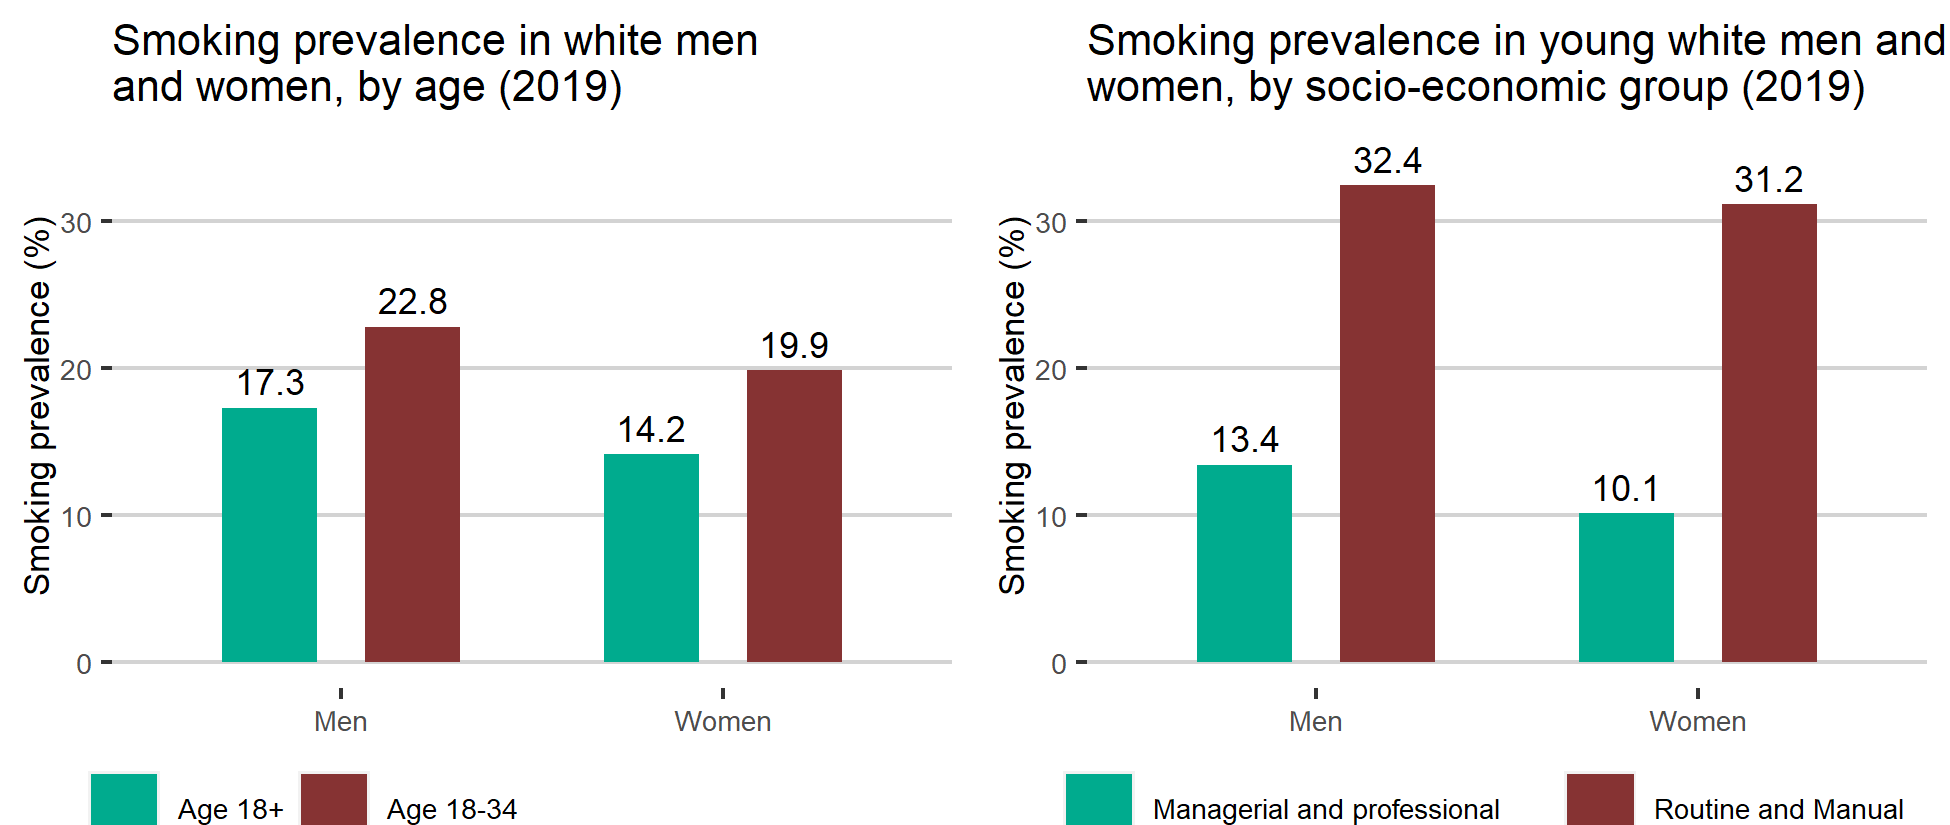 Smoking prevalence in white men
and women, by age (2019)
Smoking prevalence (%)
30
20
10
0
22.8
19.9
17.3
14.2
Men
Women
Age 18+
Age 18-34
Smoking prevalence in young white men and
women, by socio-economic group (2019)
Smoking prevalence (%)
30
20
10
0
32.4
31.2
13.4
10.1
Men
Women
Managerial and professional
Routine and Manual